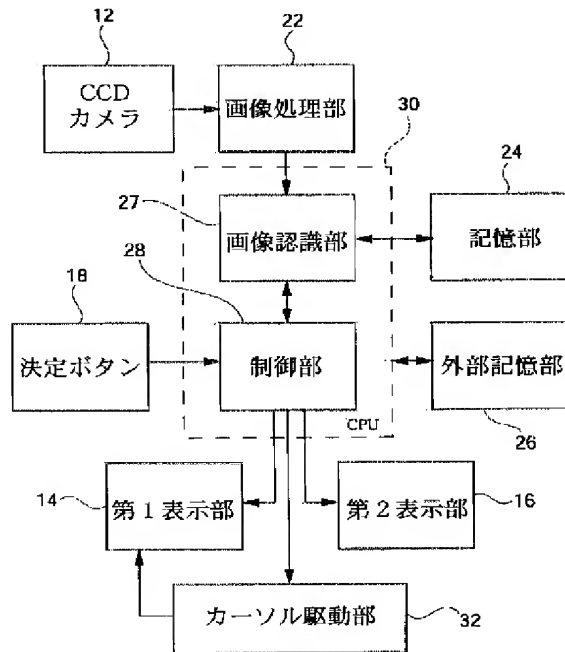 12
22
CCD
カメラ
画像処理部
30
24
27
画像認識部
記憶部
28
18
決定ボタン
制御部
外部記憶部
CPU
26
14
第1表示部
第2表示部
16
カーソル駆動部
32